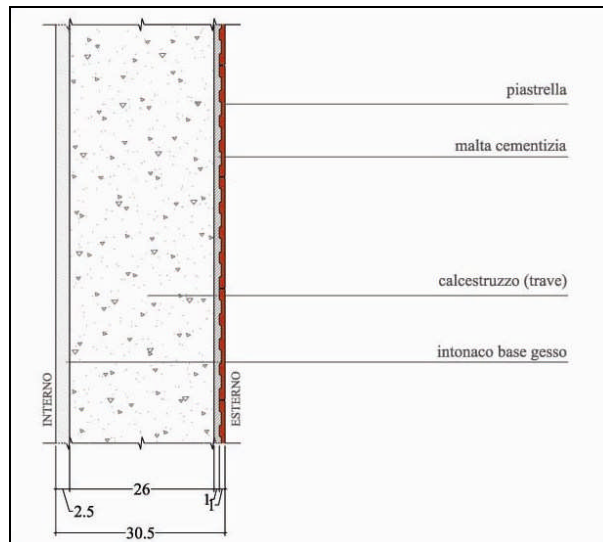 piastrella
malta cementizia
calcestruzzo (trave)
intonaco base gesso
INTERNO
ESTERNO
26
1
1
2.5
30.5